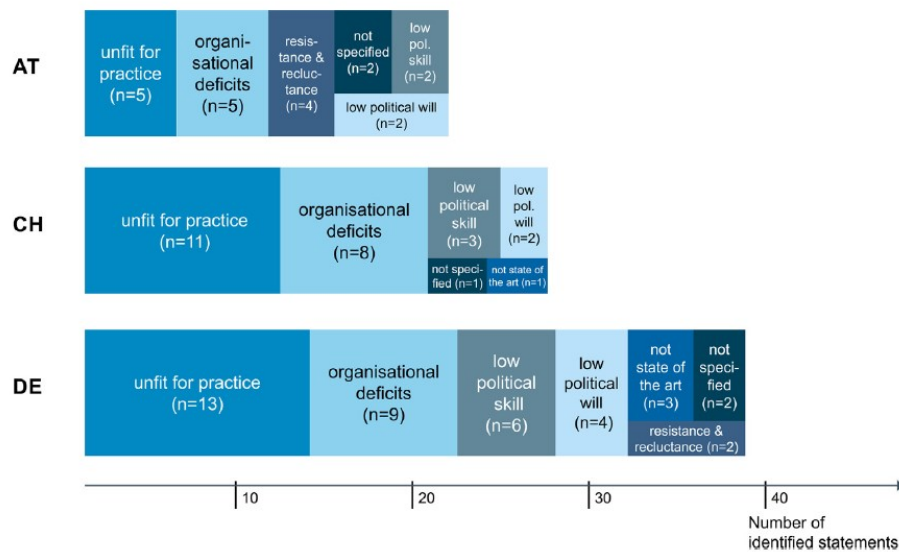 AT
unfit for
practice
(n=5)
organi-
sational
deficits
(n=5)
resis-
tance &
recluc-
tance
(n=4)
not
specified
(n=2)
low
pol.
skill
(n=2)
low political will
(n=2)
CH
unfit for practice
(n=11)
organisational
deficits
(n=8)
low
political
skill
(n=3)
low
pol.
will
(n=2)
not speci-
fied (n=1)
not state of
the art (n=1)
DE
unfit for practice
(n=13)
organisational
deficits
(n=9)
low
political
skill
(n=6)
low
political
will
(n=4)
not
state of
the art
(n=3)
not
speci-
fied
(n=2)
resistance &
recluctance (n=2)
10
20
30
40
Number of
identified statements